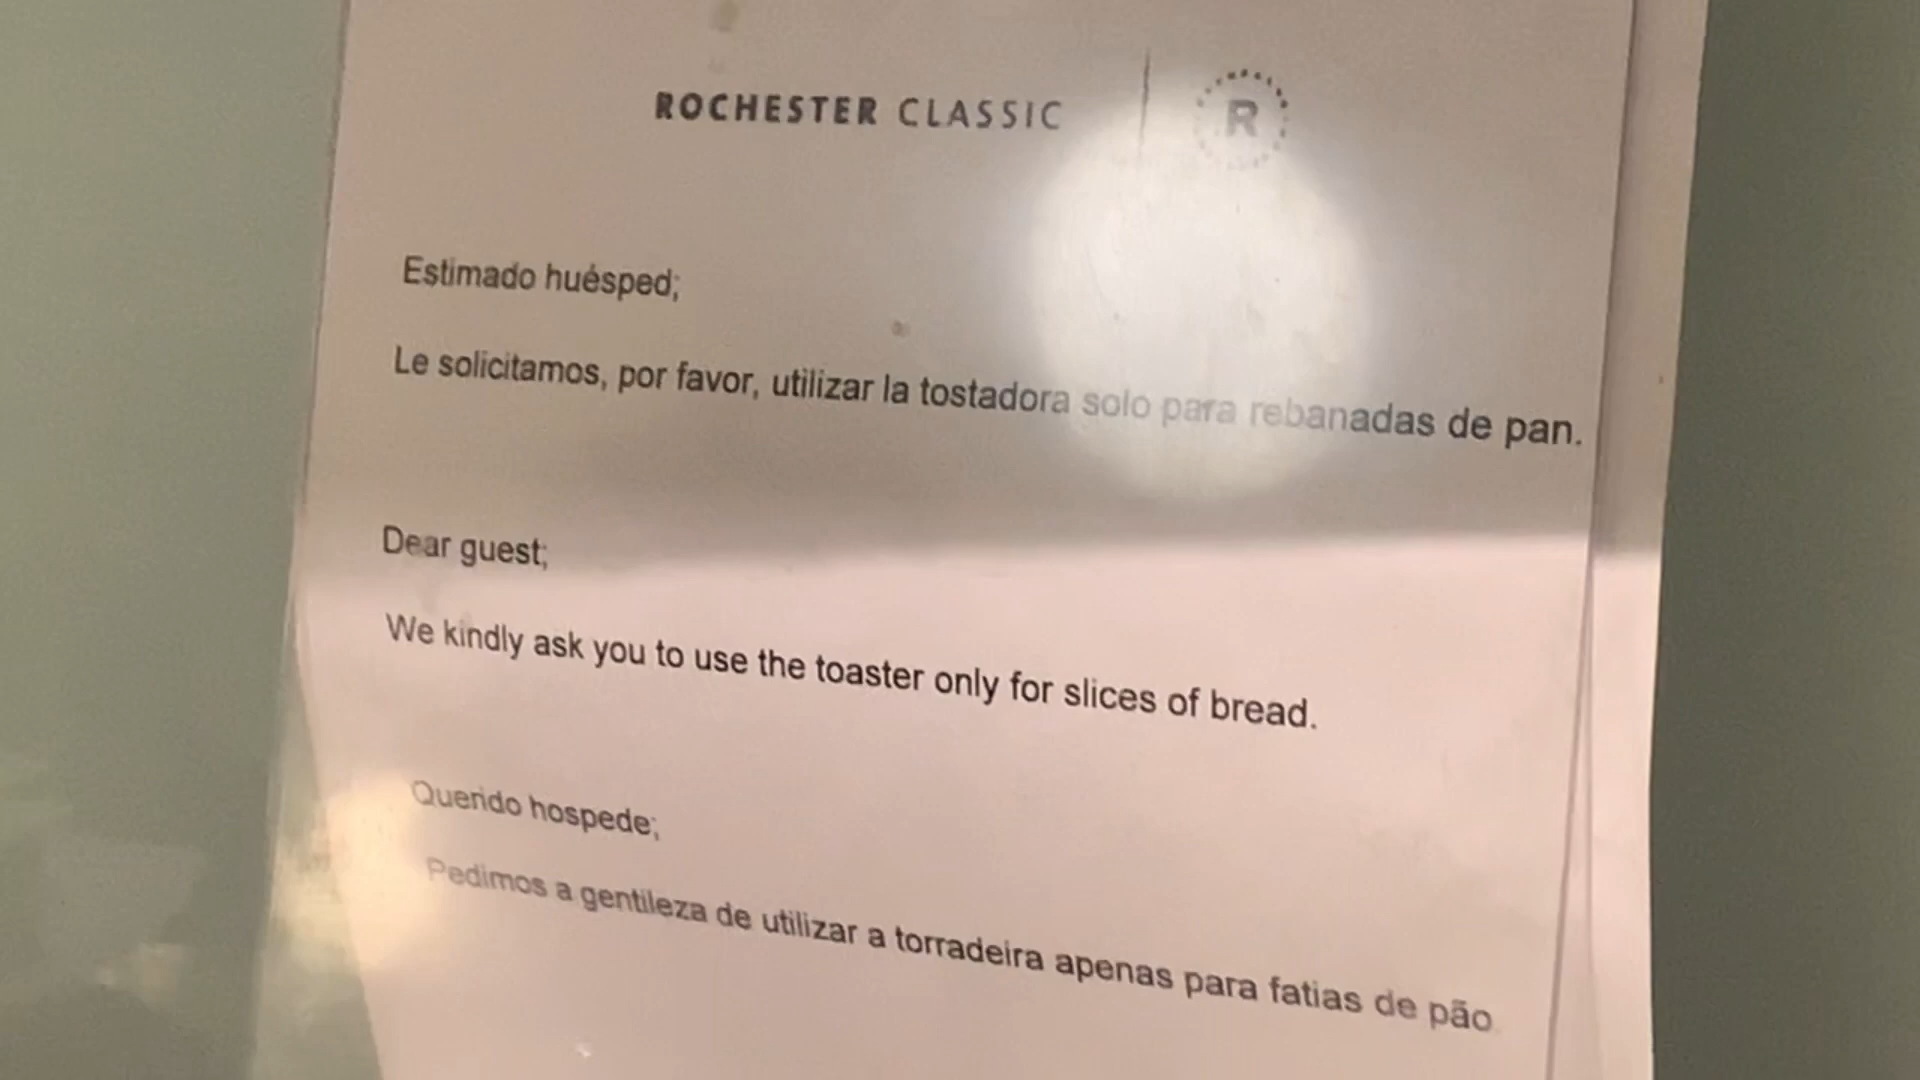 ROCHESTER CLASSIC R
Estimado huésped;
Le solicitamos, por favor, utilizar la tostadora solo para rebanadas de pan.
Dear guest;
We kindly ask you to use the toaster only for slices of bread.
Querido hospede;
Pedimos a gentileza de utilizar a torradeira apenas para fatias de pão.